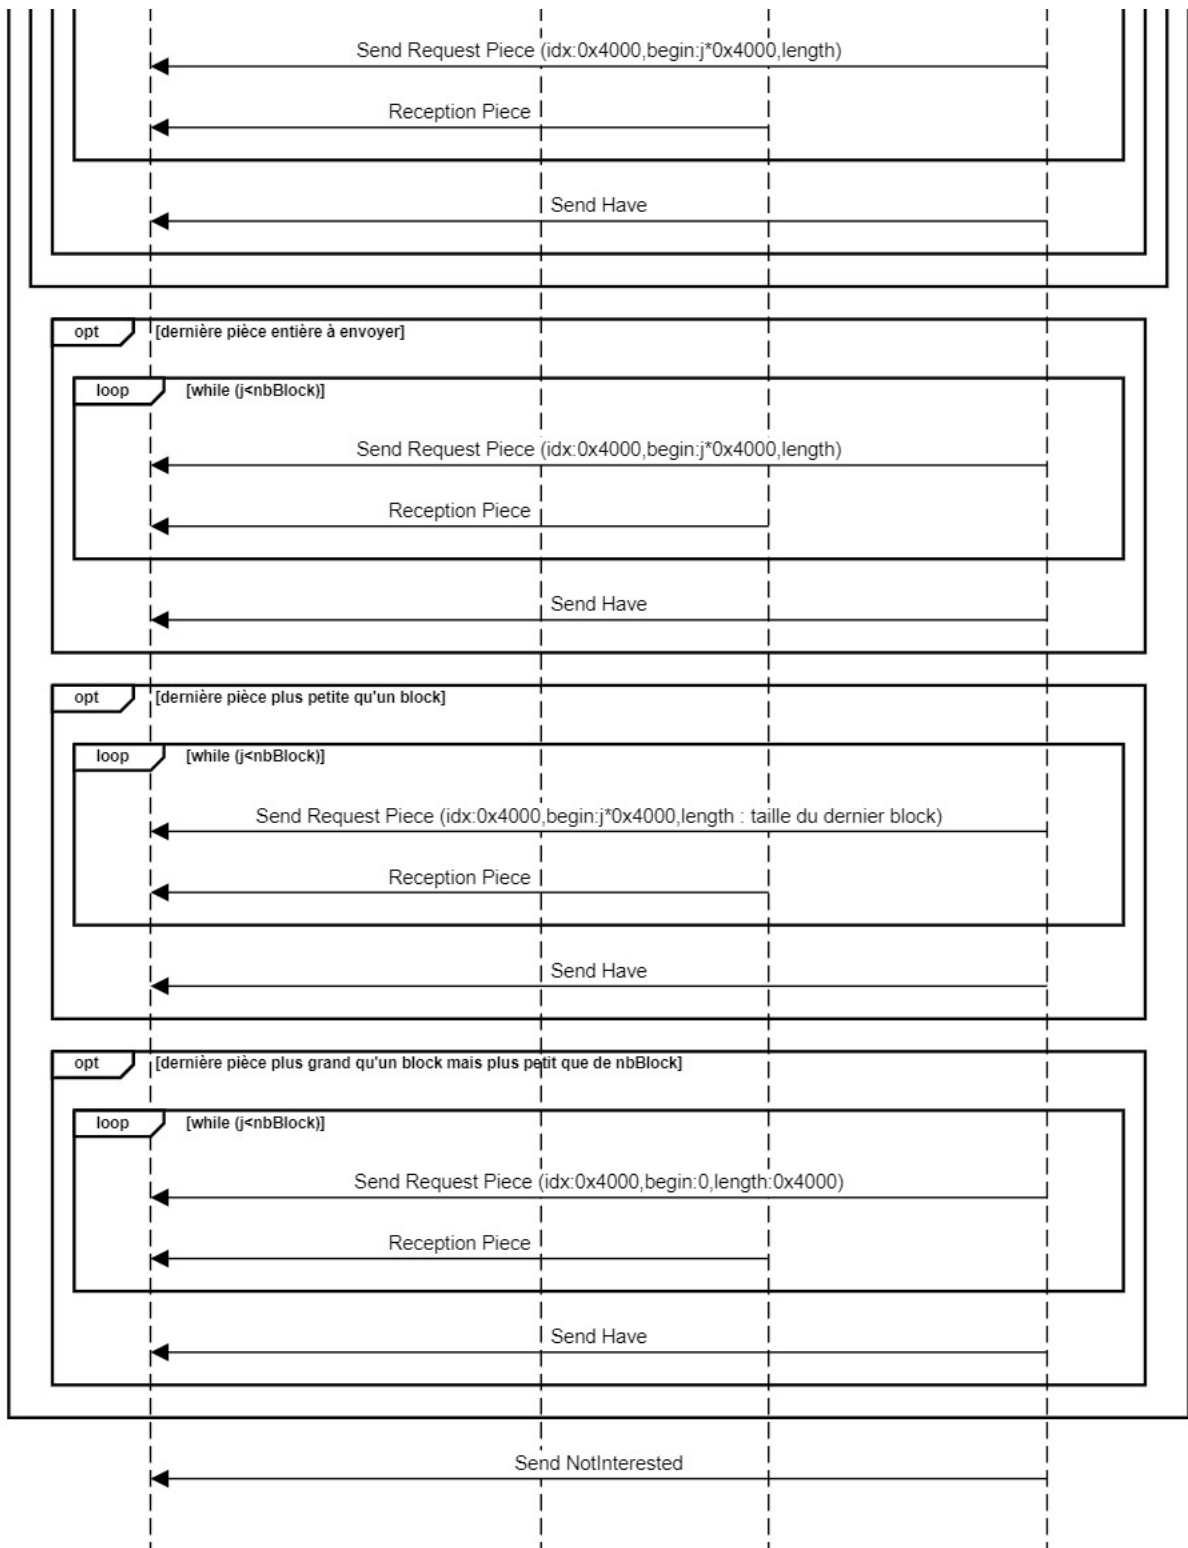 Send Request Piece (idx:0x4000,begin:j*0x4000,length)
Reception Piece
Send Have
opt [dernière pièce entière à envoyer]
loop [while (j<nbBlock)]
Send Request Piece (idx:0x4000,begin:j*0x4000,length)
Reception Piece
Send Have
opt [dernière pièce plus petite qu'un block]
loop [while (j<nbBlock)]
Send Request Piece (idx:0x4000,begin:j*0x4000,length : taille du dernier block)
Reception Piece
Send Have
opt [dernière pièce plus grand qu'un block mais plus petit que de nbBlock]
loop [while (j<nbBlock)]
Send Request Piece (idx:0x4000,begin:0,length:0x4000)
Reception Piece
Send Have
Send NotInterested